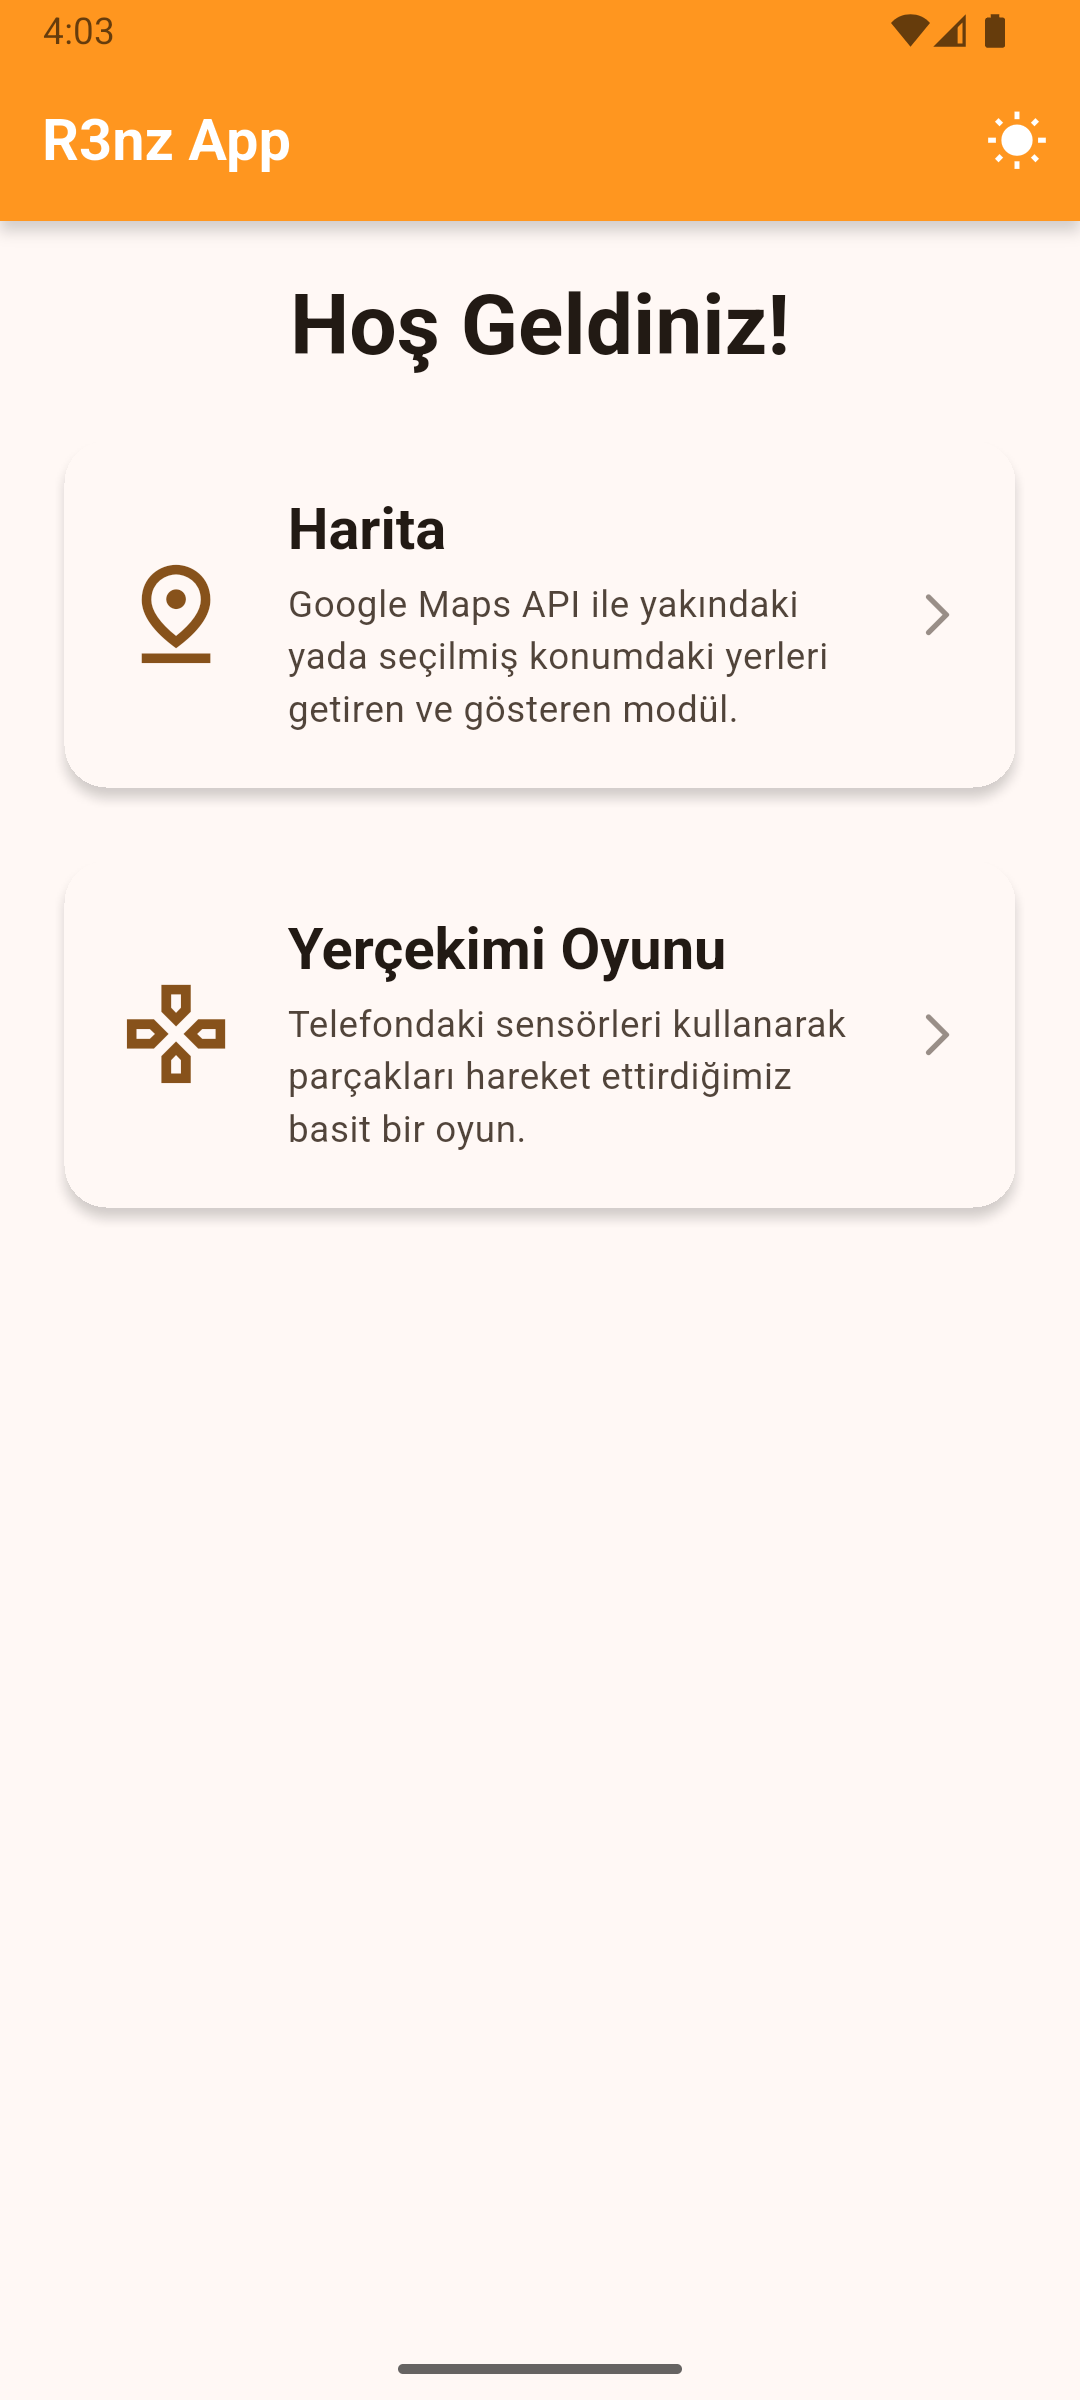 4:03
R3nz App
Hoş Geldiniz!
Harita
Google Maps API ile yakındaki
yada seçilmiş konumdaki yerleri
getiren ve gösteren modül.
Yerçekimi Oyunu
Telefondaki sensörleri kullanarak
parçakları hareket ettirdiğimiz
basit bir oyun.